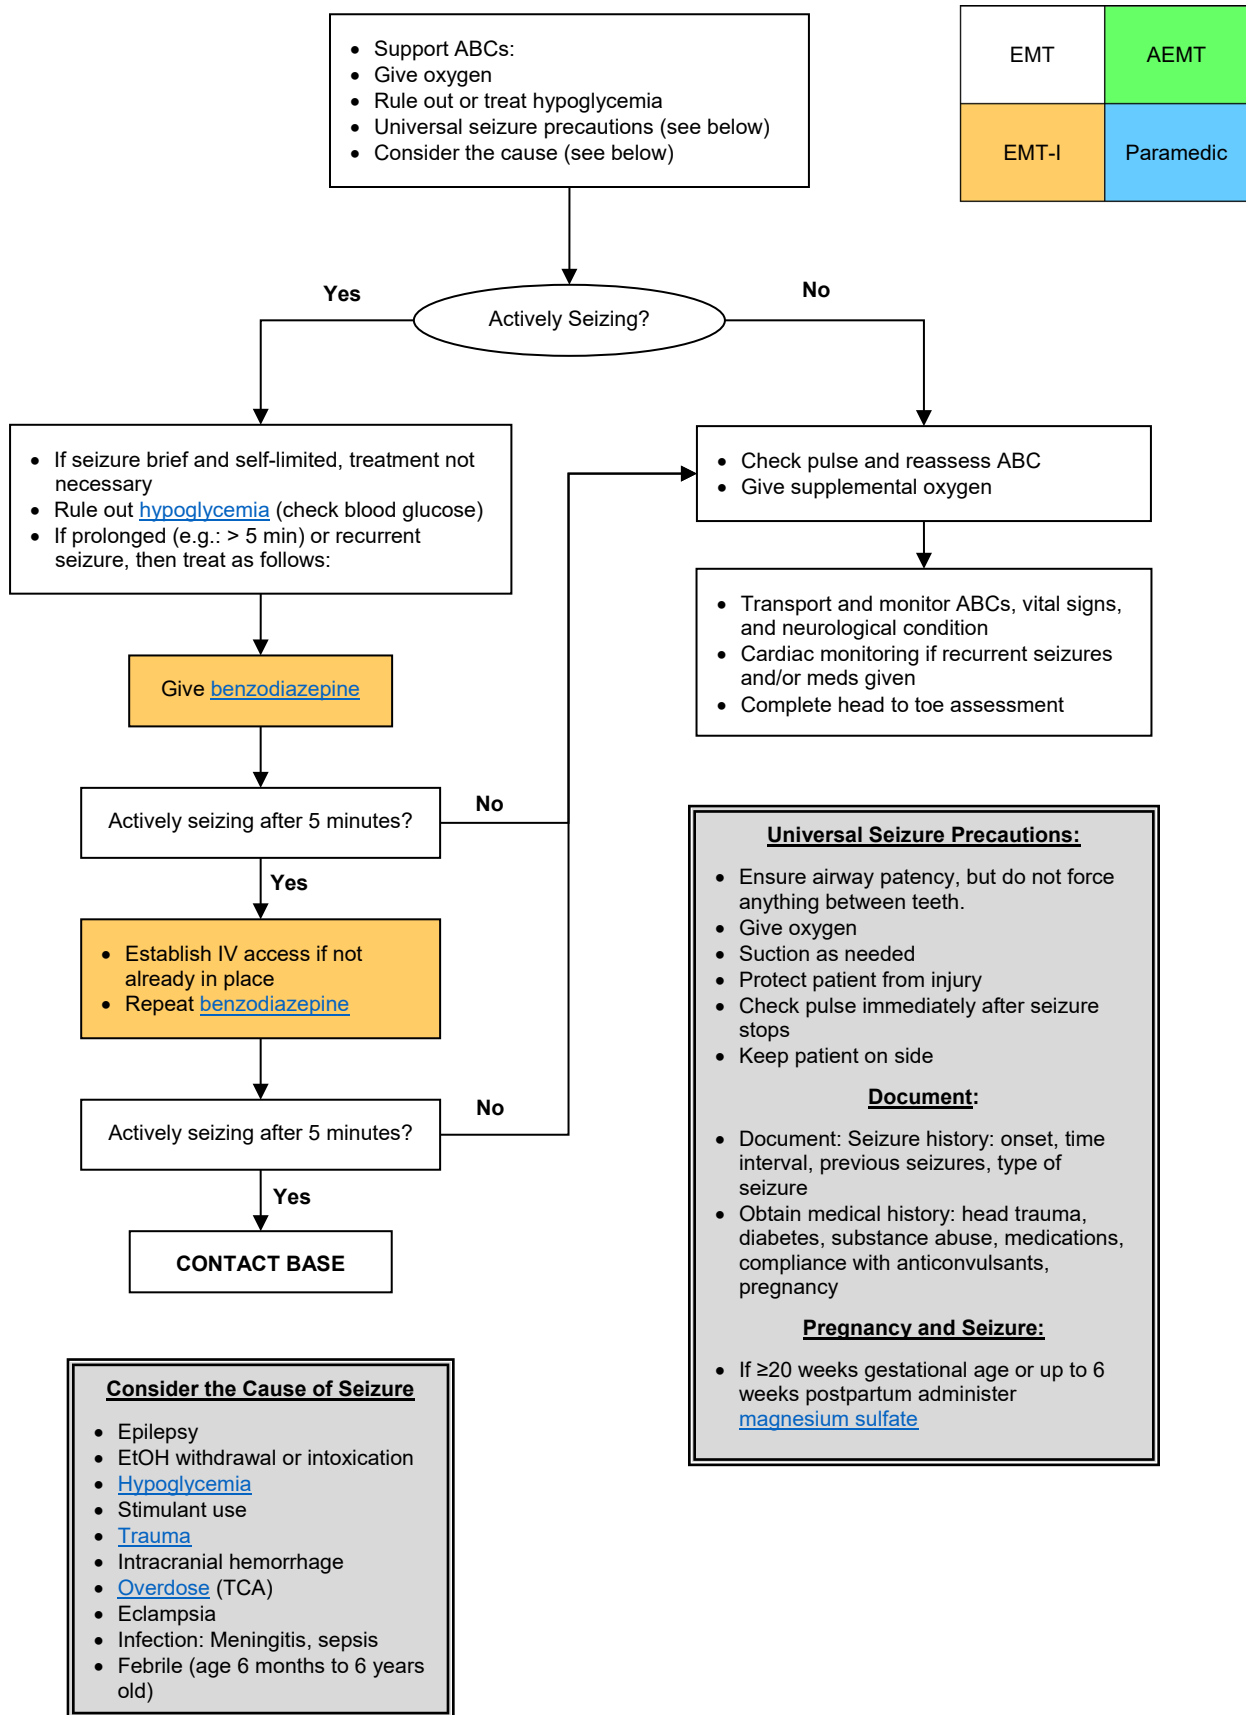 • Support ABCs:
• Give oxygen
• Rule out or treat hypoglycemia
• Universal seizure precautions (see below)
• Consider the cause (see below)
EMT
AEMT
EMT-I
Paramedic
Yes
No
Actively Seizing?
• If seizure brief and self-limited, treatment not
necessary
• Rule out hypoglycemia (check blood glucose)
• If prolonged (e.g.: > 5 min) or recurrent
seizure, then treat as follows:
• Check pulse and reassess ABC
• Give supplemental oxygen
• Transport and monitor ABCs, vital signs,
and neurological condition
• Cardiac monitoring if recurrent seizures
and/or meds given
• Complete head to toe assessment
Give benzodiazepine
Actively seizing after 5 minutes?
No
Yes
• Establish IV access if not
already in place
• Repeat benzodiazepine
Actively seizing after 5 minutes?
No
Yes
CONTACT BASE
Universal Seizure Precautions:
• Ensure airway patency, but do not force
anything between teeth.
• Give oxygen
• Suction as needed
• Protect patient from injury
• Check pulse immediately after seizure
stops
• Keep patient on side
Document:
• Document: Seizure history: onset, time
interval, previous seizures, type of
seizure
• Obtain medical history: head trauma,
diabetes, substance abuse, medications,
compliance with anticonvulsants,
pregnancy
Pregnancy and Seizure:
• If ≥20 weeks gestational age or up to 6
weeks postpartum administer
magnesium sulfate
Consider the Cause of Seizure
• Epilepsy
• EtOH withdrawal or intoxication
• Hypoglycemia
• Stimulant use
• Trauma
• Intracranial hemorrhage
• Overdose (TCA)
• Eclampsia
• Infection: Meningitis, sepsis
• Febrile (age 6 months to 6 years
old)